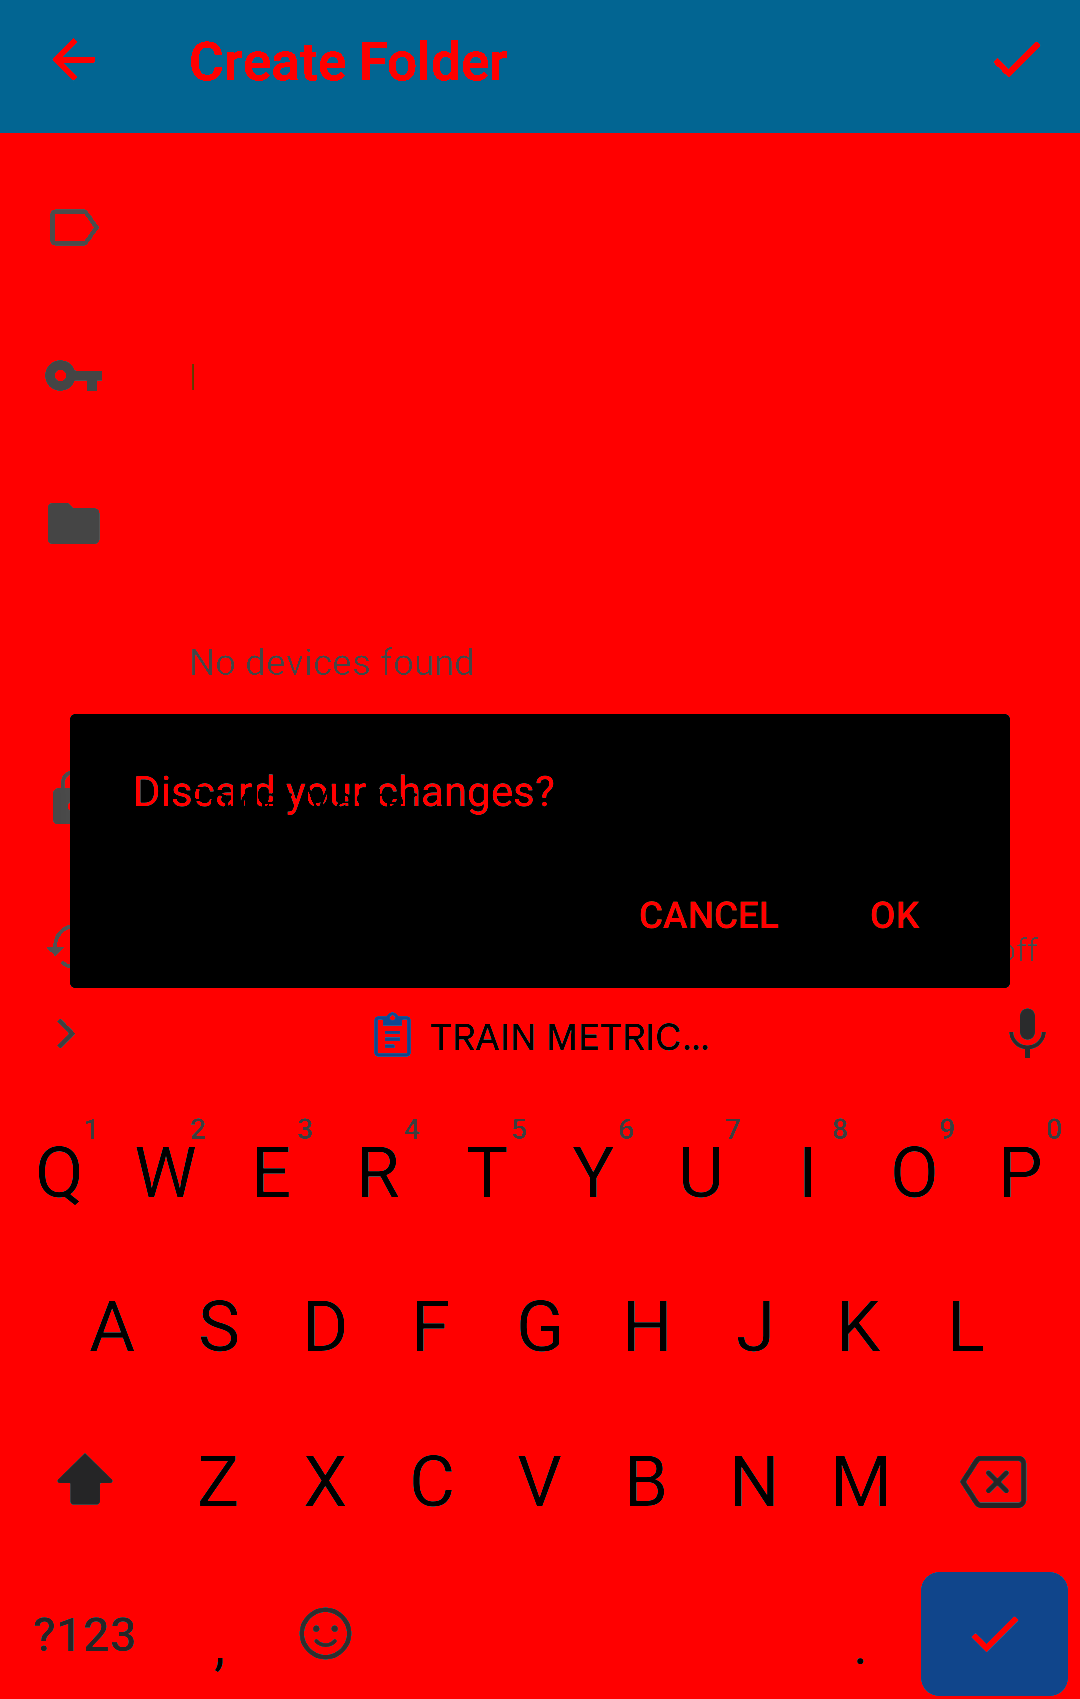 Create Folder
No devices found
Discard your changes?
CANCEL OK
off
TRAIN METRIC...
1 2 3 4 5 6 7 8 9 0
Q W E R T Y U I O P
A S D F G H J K L
Z X C V B N M
?123 , .